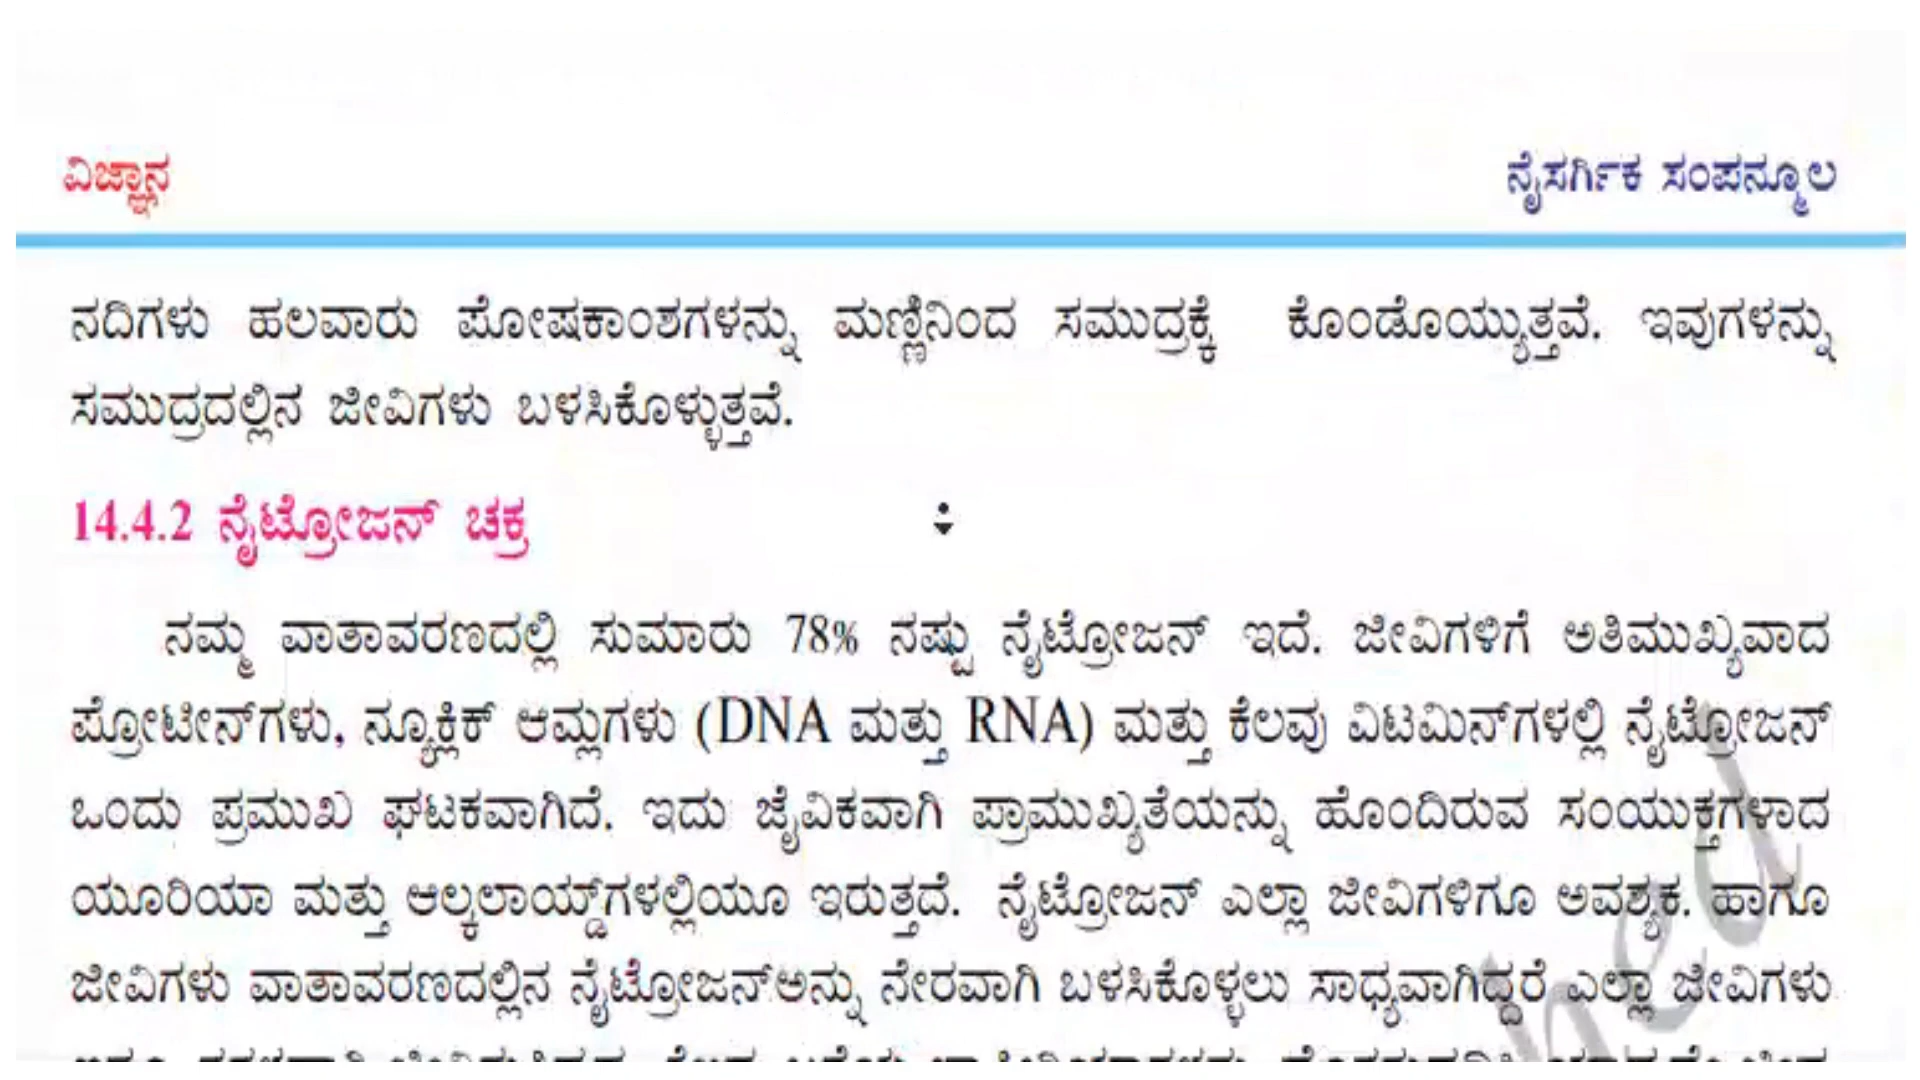 ವಿಜ್ಞಾನ
ನೈಸರ್ಗಿಕ ಸಂಪನ್ಮೂಲ
ನದಿಗಳು ಹಲವಾರು ಪೋಷಕಾಂಶಗಳನ್ನು ಮಣ್ಣಿನಿಂದ ಸಮುದ್ರಕ್ಕೆ ಕೊಂಡೊಯ್ಯುತ್ತವೆ. ಇವುಗಳನ್ನು
ಸಮುದ್ರದಲ್ಲಿನ ಜೀವಿಗಳು ಬಳಸಿಕೊಳ್ಳುತ್ತವೆ.
14.4.2 ನೈಟ್ರೋಜನ್ ಚಕ್ರ
ನಮ್ಮ ವಾತಾವರಣದಲ್ಲಿ ಸುಮಾರು 78% ನಷ್ಟು ನೈಟ್ರೋಜನ್ ಇದೆ. ಜೀವಿಗಳಿಗೆ ಅತಿಮುಖ್ಯವಾದ
ಪ್ರೋಟೀನ್‌ಗಳು, ನ್ಯೂಕ್ಲಿಕ್ ಆಮ್ಲಗಳು (DNA ಮತ್ತು RNA) ಮತ್ತು ಕೆಲವು ವಿಟಮಿನ್‌ಗಳಲ್ಲಿ ನೈಟ್ರೋಜನ್
ಒಂದು ಪ್ರಮುಖ ಘಟಕವಾಗಿದೆ. ಇದು ಜೈವಿಕವಾಗಿ ಪ್ರಾಮುಖ್ಯತೆಯನ್ನು ಹೊಂದಿರುವ ಸಂಯುಕ್ತಗಳಾದ
ಯೂರಿಯಾ ಮತ್ತು ಆಲ್ಕಲಾಯ್ಡ್‌ಗಳಲ್ಲಿಯೂ ಇರುತ್ತದೆ. ನೈಟ್ರೋಜನ್ ಎಲ್ಲಾ ಜೀವಿಗಳಿಗೂ ಅವಶ್ಯಕ. ಹಾಗೂ
ಜೀವಿಗಳು ವಾತಾವರಣದಲ್ಲಿನ ನೈಟ್ರೋಜನ್‌ಅನ್ನು ನೇರವಾಗಿ ಬಳಸಿಕೊಳ್ಳಲು ಸಾಧ್ಯವಾಗಿದ್ದರೆ ಎಲ್ಲಾ ಜೀವಿಗಳು